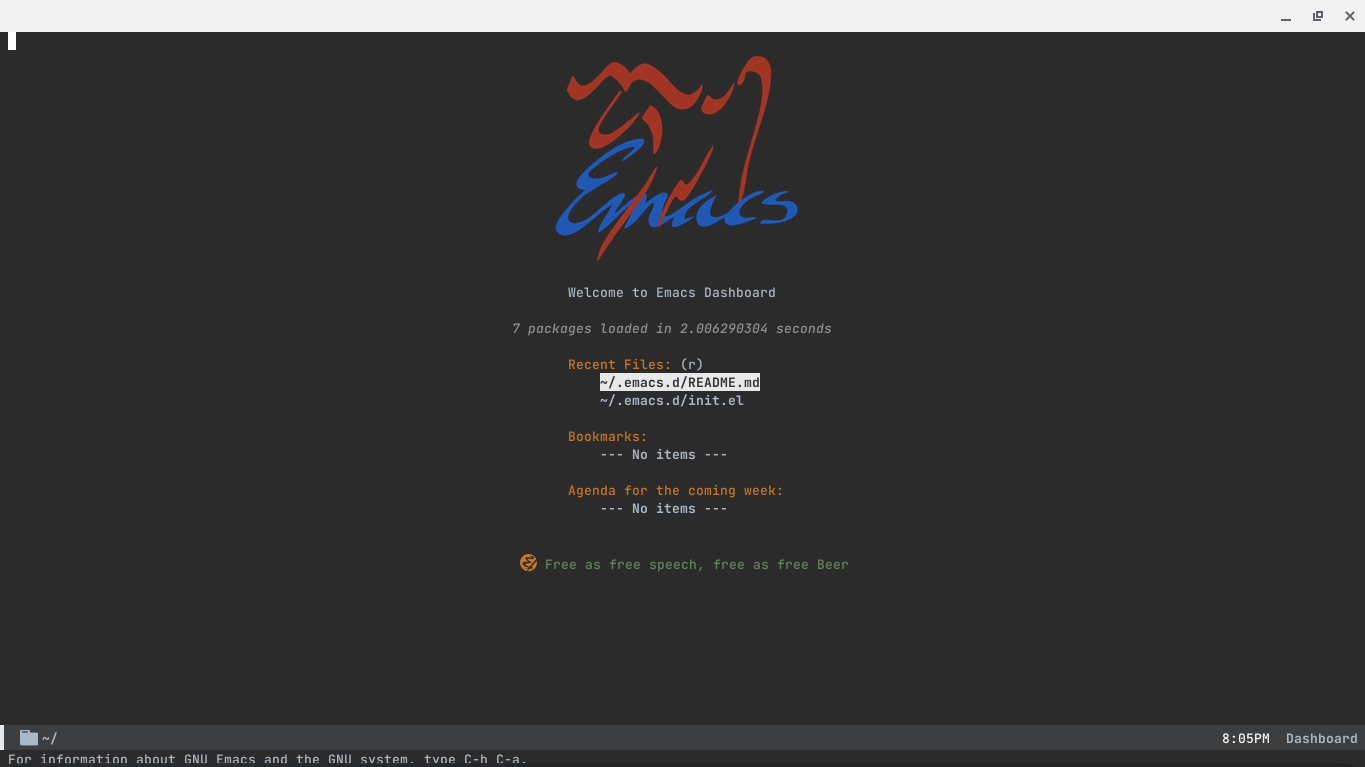 Emacs
Welcome to Emacs Dashboard
7 packages loaded in 2.006290304 seconds
Recent Files: (r)
~/.emacs.d/README.md
~/.emacs.d/init.el
Bookmarks:
--- No items ---
Agenda for the coming week:
--- No items ---
Free as free speech, free as free Beer
~/ 8:05PM Dashboard
For information about GNU Emacs and the GNU system, type C-h C-a.